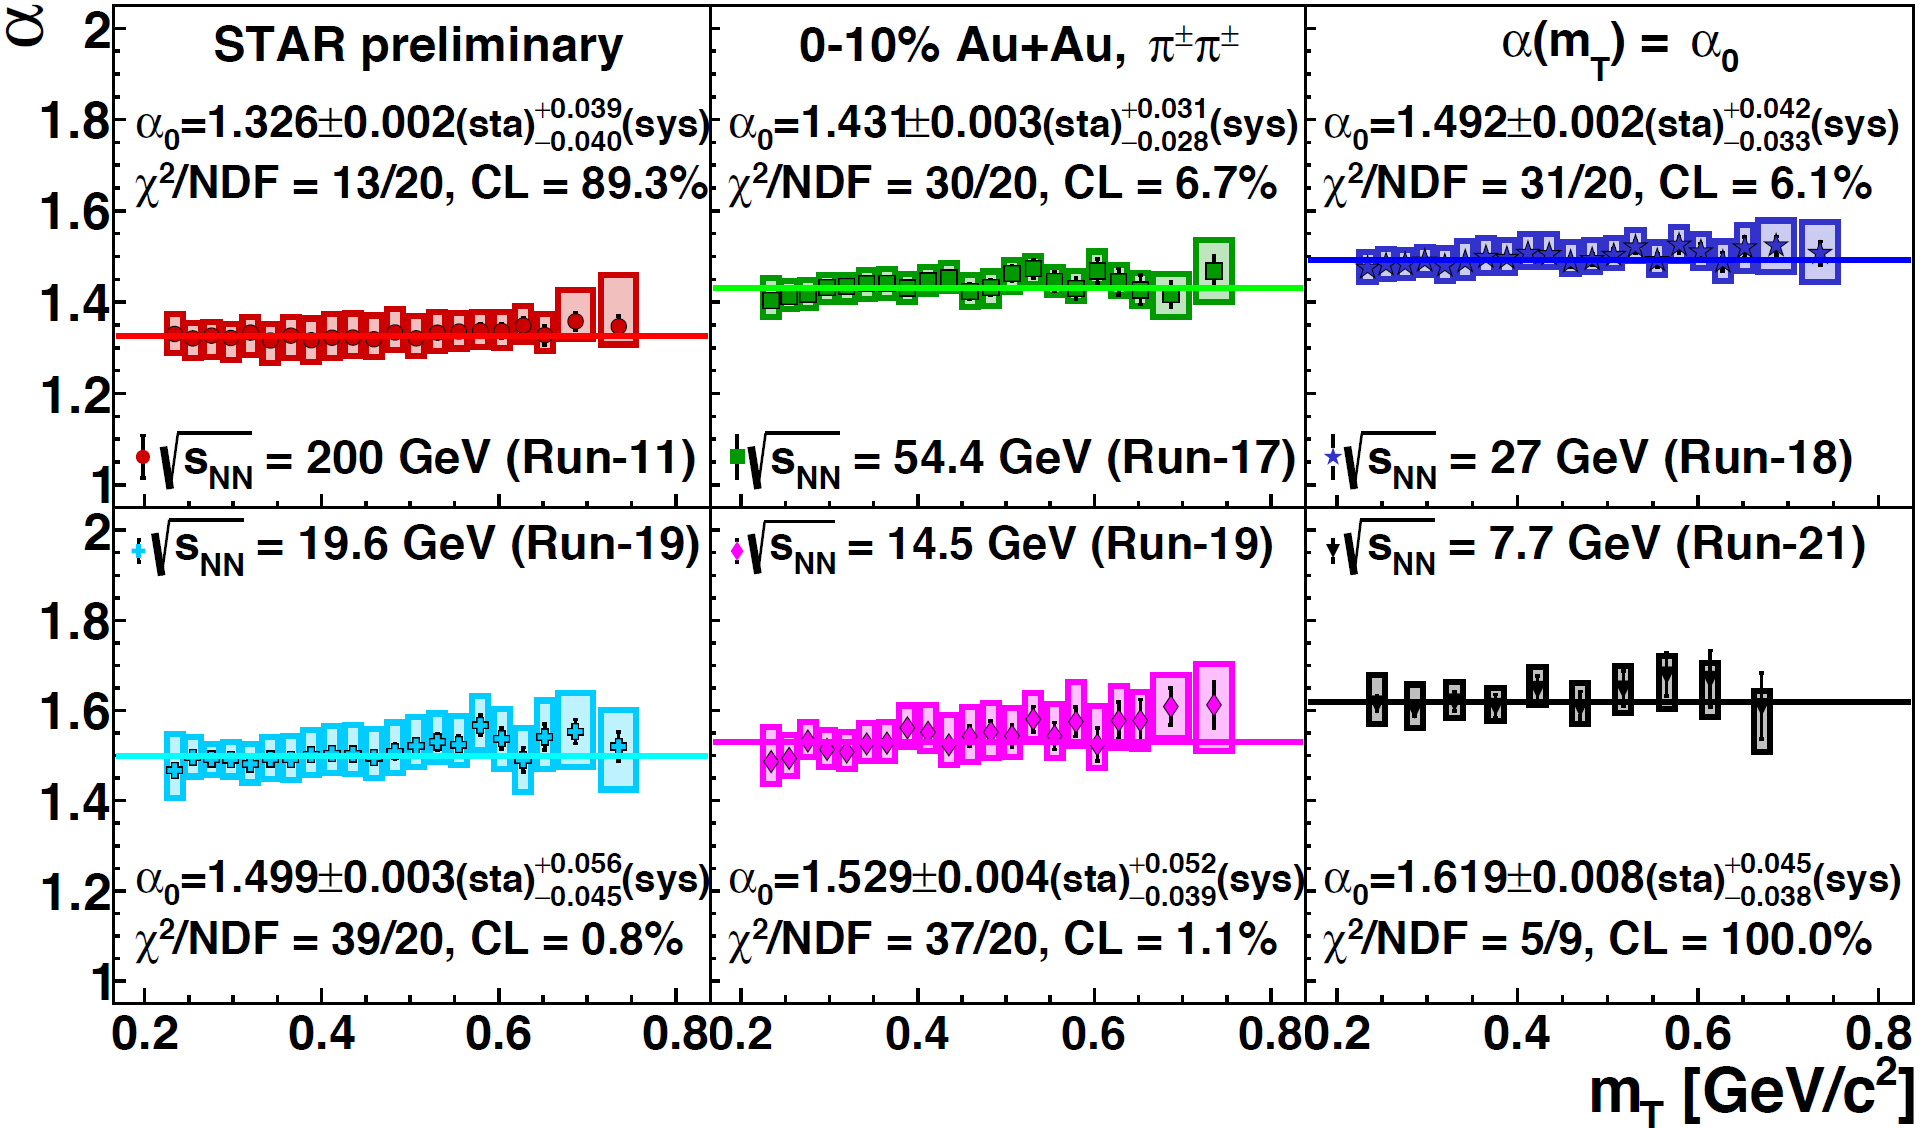 α
STAR preliminary
α₀=1.326±0.002(sta)+0.039−0.040(sys)
χ²/NDF = 13/20, CL = 89.3%
√sNN = 200 GeV (Run-11)
0-10% Au+Au, π±π±
α₀=1.431±0.003(sta)+0.031−0.028(sys)
χ²/NDF = 30/20, CL = 6.7%
√sNN = 54.4 GeV (Run-17)
α(mT) = α₀
α₀=1.492±0.002(sta)+0.042−0.033(sys)
χ²/NDF = 31/20, CL = 6.1%
√sNN = 27 GeV (Run-18)
2
1.8
1.6
1.4
1.2
1
√sNN = 19.6 GeV (Run-19)
α₀=1.499±0.003(sta)+0.056−0.045(sys)
χ²/NDF = 39/20, CL = 0.8%
√sNN = 14.5 GeV (Run-19)
α₀=1.529±0.004(sta)+0.052−0.039(sys)
χ²/NDF = 37/20, CL = 1.1%
√sNN = 7.7 GeV (Run-21)
α₀=1.619±0.008(sta)+0.045−0.038(sys)
χ²/NDF = 5/9, CL = 100.0%
2
1.8
1.6
1.4
1.2
1
0.2 0.4 0.6 0.8 0.2 0.4 0.6 0.8 0.2 0.4 0.6 0.8
mT [GeV/c²]